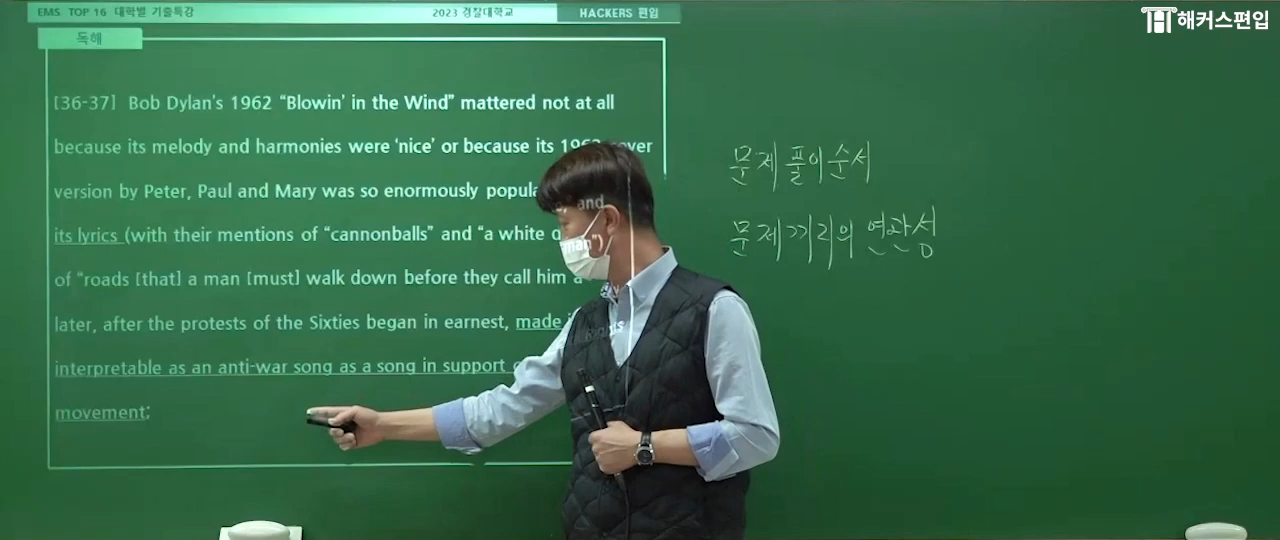 EMS TOP 16 대학별 기출특강
2023 경찰대학교
HACKERS 편입
해커스편입
독해
[36-37] Bob Dylan's 1962 “Blowin’ in the Wind” mattered not at all
because its melody and harmonies were ‘nice’ or because its
version by Peter, Paul and Mary was so enormously and
its lyrics (with their mentions of “cannonballs” and “a white man”)
of “roads [that] a man [must] walk down before they call him a
later, after the protests of the Sixties began in earnest, made Rights
interpretable as an anti-war song as a song in support
movement;
문제 풀이순서
문제거리의 연관성